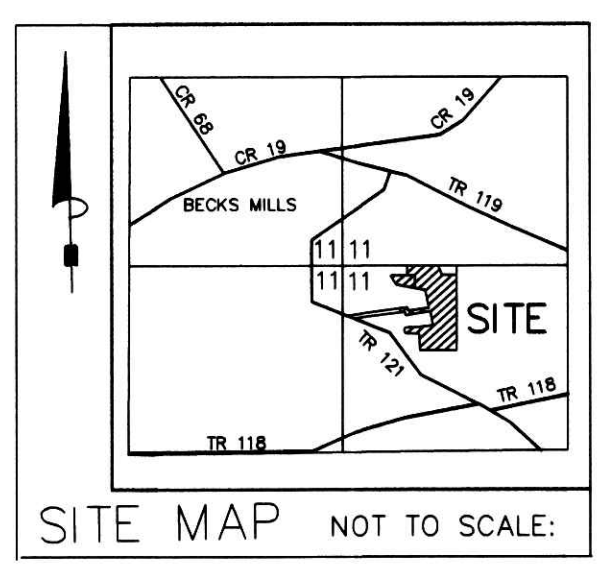 CR 68
CR 19
CR 19
BECKS MILLS
TR 119
11 11
11 11
SITE
TR 121
TR 118
TR 118
SITE MAP NOT TO SCALE: